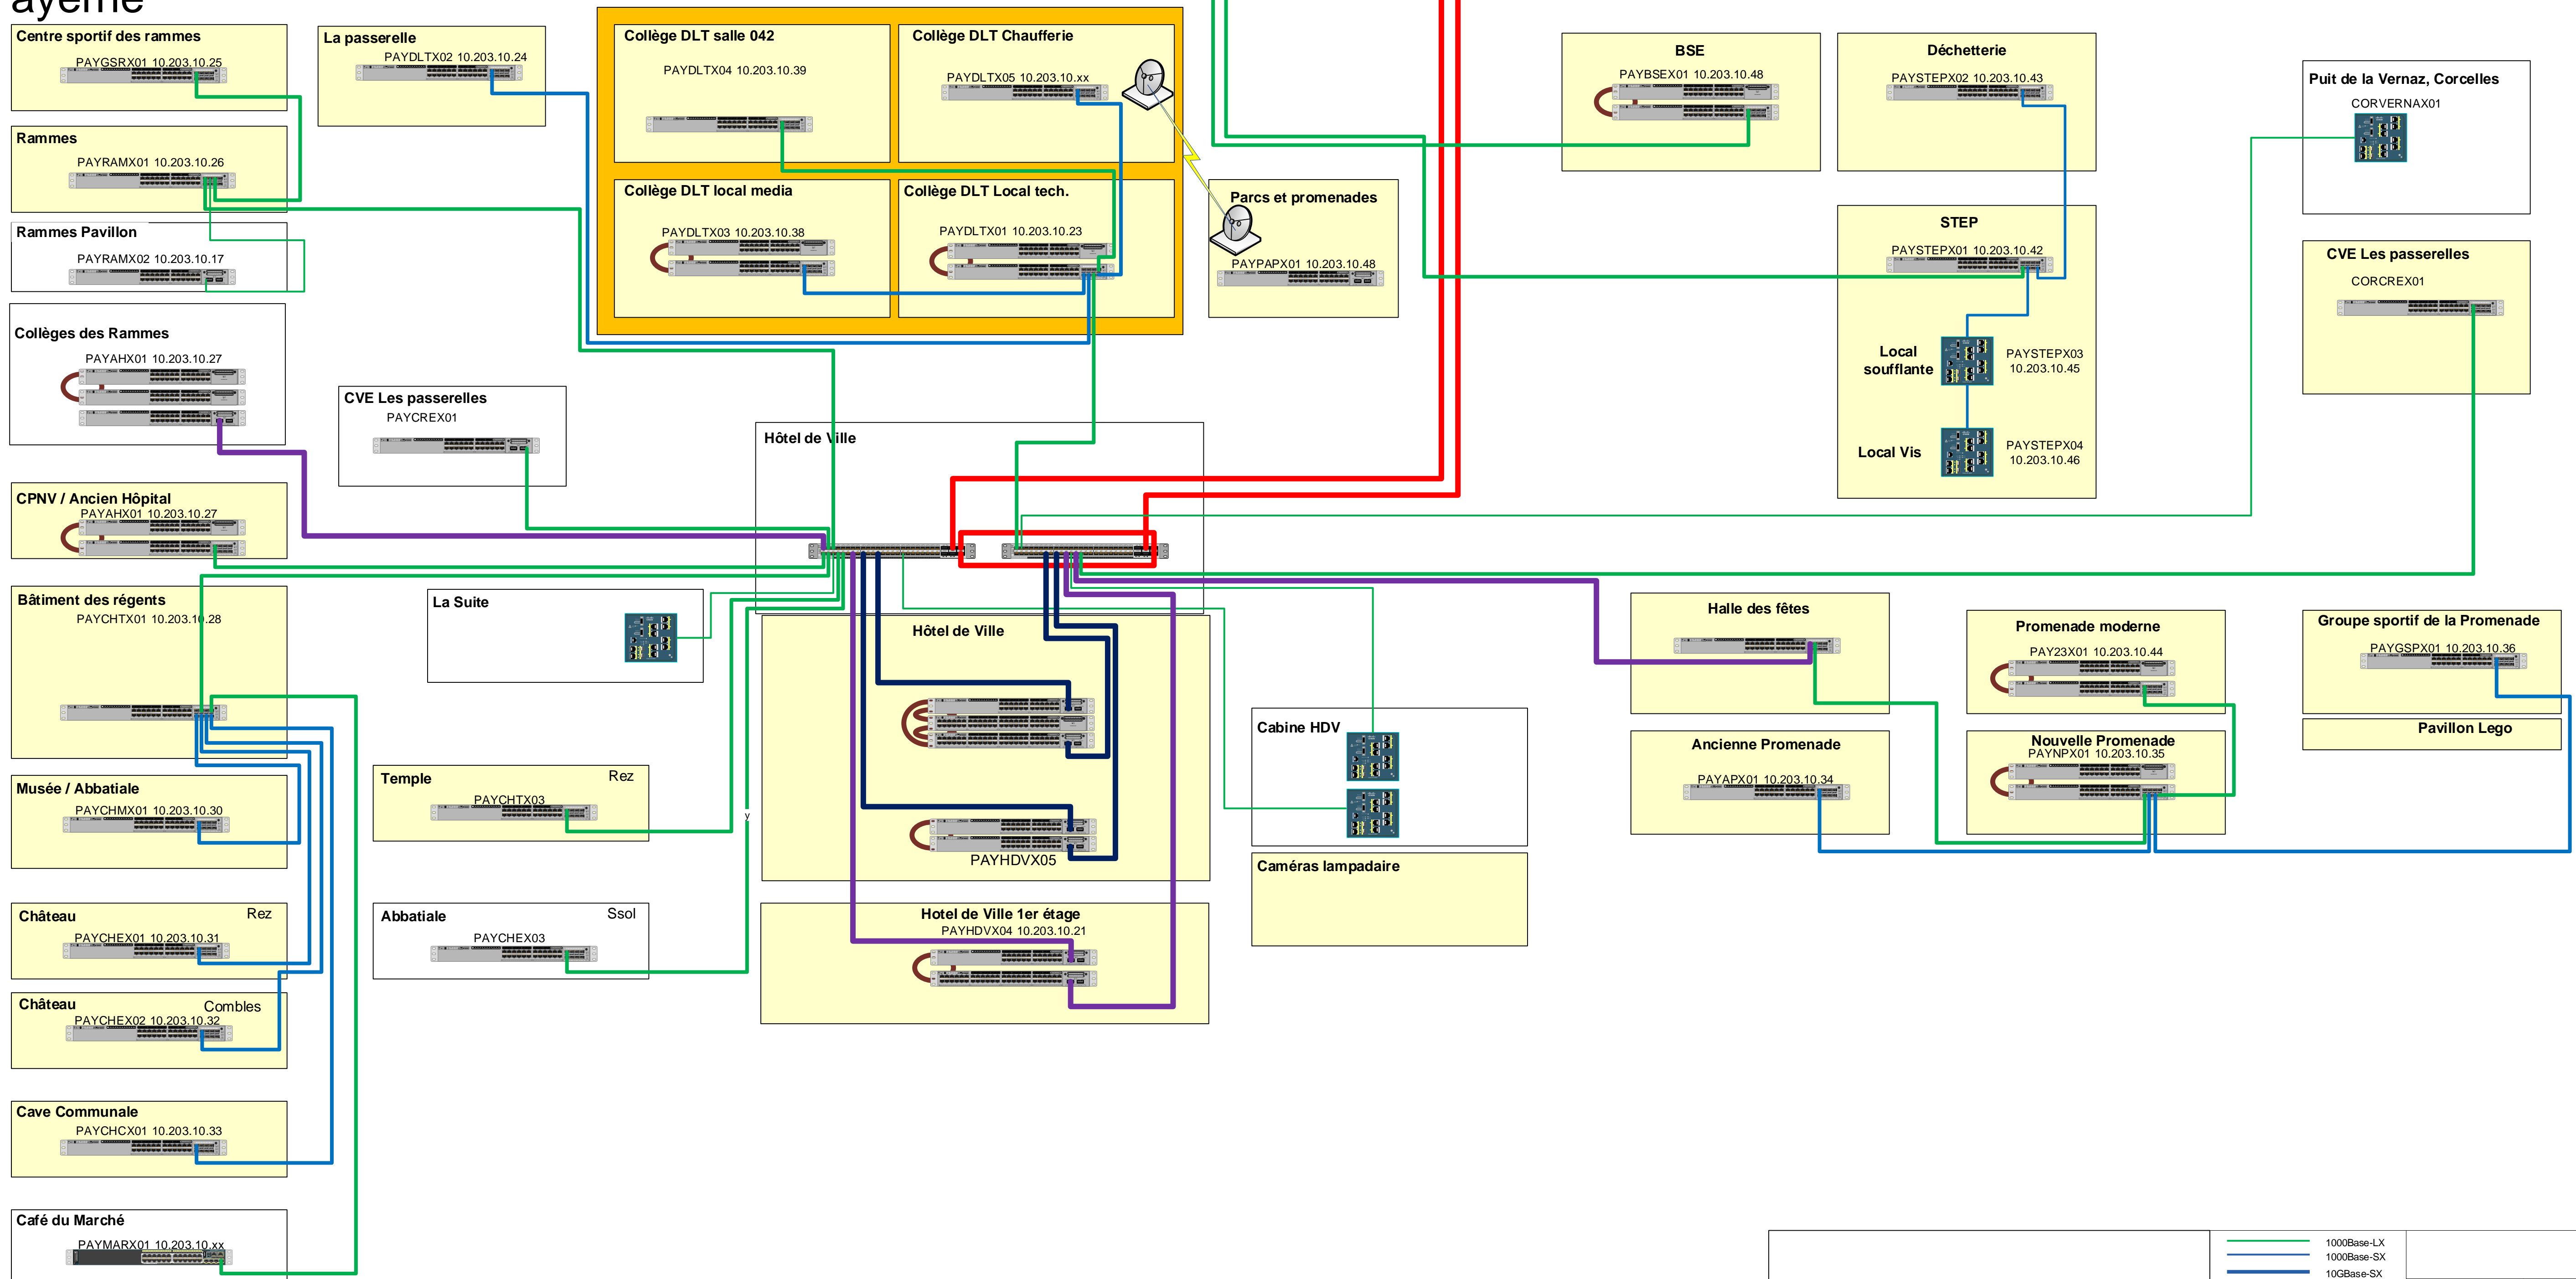 ayerne
Centre sportif des rammes
PAYGSRX01 10.203.10.25
La passerelle
PAYDLTX02 10.203.10.24
Collège DLT salle 042
PAYDLTX04 10.203.10.39
Collège DLT Chaufferie
PAYDLTX05 10.203.10.xx
BSE
PAYBSEX01 10.203.10.48
Déchetterie
PAYSTEPX02 10.203.10.43
Puit de la Vernaz, Corcelles
CORVERNAX01
Rammes
PAYRAMX01 10.203.10.26
Collège DLT local media
PAYDLTX03 10.203.10.38
Collège DLT Local tech.
PAYDLTX01 10.203.10.23
Parcs et promenades
PAYPAPX01 10.203.10.48
STEP
PAYSTEPX01 10.203.10.42
Local
soufflante
PAYSTEPX03
10.203.10.45
Local Vis
PAYSTEPX04
10.203.10.46
CVE Les passerelles
CORCREX01
Rammes Pavillon
PAYRAMX02 10.203.10.17
Collèges des Rammes
PAYAHX01 10.203.10.27
CVE Les passerelles
PAYCREX01
Hôtel de Ville
CPNV / Ancien Hôpital
PAYAHX01 10.203.10.27
Bâtiment des régents
PAYCHTX01 10.203.10.28
La Suite
Hôtel de Ville
PAYHDVX05
Halle des fêtes
Promenade moderne
PAY23X01 10.203.10.44
Groupe sportif de la Promenade
PAYGSPX01 10.203.10.36
Pavillon Lego
Cabine HDV
Ancienne Promenade
PAYAPX01 10.203.10.34
Nouvelle Promenade
PAYNPX01 10.203.10.35
Musée / Abbatiale
PAYCHMX01 10.203.10.30
Temple
Rez
PAYCHTX03
y
Caméras lampadaire
Château
Rez
PAYCHEX01 10.203.10.31
Abbatiale
Ssol
PAYCHEX03
Hotel de Ville 1er étage
PAYHDVX04 10.203.10.21
Château
Combles
PAYCHEX02 10.203.10.32
Cave Communale
PAYCHCX01 10.203.10.33
Café du Marché
PAYMARX01 10.203.10.xx
1000Base-LX
1000Base-SX
10GBase-SX